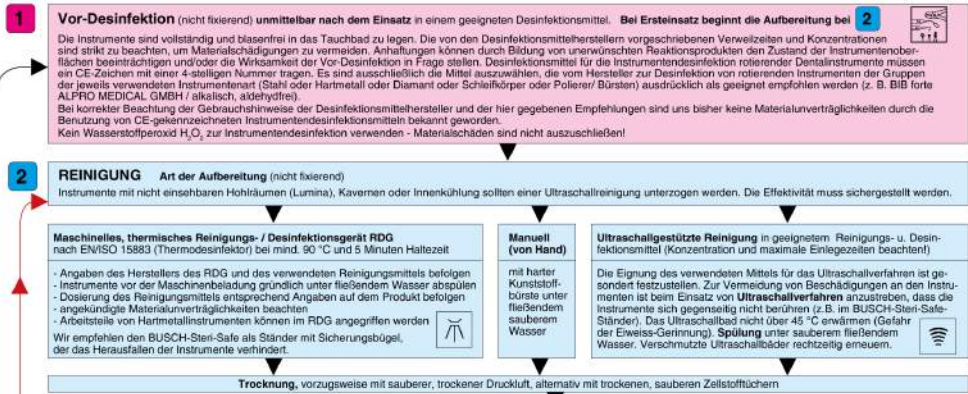 1
Vor-Desinfektion (nicht fixierend) unmittelbar nach dem Einsatz in einem geeigneten Desinfektionsmittel. Bei Ersteinsatz beginnt die Aufbereitung bei 2
Die Instrumente sind vollständig und blasenfrei in das Tauchbad zu legen. Die von den Desinfektionsmittelherstellern vorgeschriebenen Verweilzeiten und Konzentrationen
sind strikt zu beachten, um Materialschädigungen zu vermeiden. Anhaftungen können durch Bildung von unerwünschten Reaktionsprodukten den Zustand der Instrumentenober-
flächen beeinträchtigen und/oder die Wirksamkeit der Vor-Desinfektion in Frage stellen. Desinfektionsmittel für die Instrumentendesinfektion rotierender Dentalinstrumente müssen
ein CE-Zeichen mit einer 4-stelligen Nummer tragen. Es sind ausschließlich die Mittel auszuwählen, die vom Hersteller zur Desinfektion von rotierenden Instrumenten der Gruppen
der jeweils verwendeten Instrumentenart (Stahl oder Hartmetall oder Diamant oder Schleifkörper oder Polierer/ Bürsten) ausdrücklich als geeignet empfohlen werden (z. B. BIB forte
ALPRO MEDICAL GMBH / alkalisch, aldehydfrei).
Bei korrekter Beachtung der Gebrauchshinweise der Desinfektionsmittelhersteller und der hier gegebenen Empfehlungen sind uns bisher keine Materialunverträglichkeiten durch die
Benutzung von CE-gekennzeichneten Instrumentendesinfektionsmitteln bekannt geworden.
Kein Wasserstoffperoxid H₂O₂ zur Instrumentendesinfektion verwenden - Materialschäden sind nicht auszuschließen!
2
REINIGUNG Art der Aufbereitung (nicht fixierend)
Instrumente mit nicht einsehbaren Hohlräumen (Lumina), Kavernen oder Innenkühlung sollten einer Ultraschallreinigung unterzogen werden. Die Effektivität muss sichergestellt werden.
Maschinelles, thermisches Reinigungs- / Desinfektionsgerät RDG
nach EN/ISO 15883 (Thermodesinfektor) bei mind. 90 °C und 5 Minuten Haltezeit
- Angaben des Herstellers des RDG und des verwendeten Reinigungsmittels befolgen
- Instrumente vor der Maschinenbeladung gründlich unter fließendem Wasser abspülen
- Dosierung des Reinigungsmittels entsprechend Angaben auf dem Produkt befolgen
- angekündigte Materialunverträglichkeiten beachten
- Arbeitsteile von Hartmetallinstrumenten können im RDG angegriffen werden
Wir empfehlen den BUSCH-Steri-Safe als Ständer mit Sicherungsbügel,
der das Herausfallen der Instrumente verhindert.
Manuell
(von Hand)
mit harter
Kunststoff-
bürste unter
fließendem
sauberem
Wasser
Ultraschallgestützte Reinigung in geeignetem Reinigungs- u. Desin-
fektionsmittel (Konzentration und maximale Einlegezeiten beachten!)
Die Eignung des verwendeten Mittels für das Ultraschallverfahren ist ge-
sondert festzustellen. Zur Vermeidung von Beschädigungen an den Instru-
menten ist beim Einsatz von Ultraschallverfahren anzustreben, dass die
Instrumente sich gegenseitig nicht berühren (z.B. im BUSCH-Steri-Safe-
Ständer). Das Ultraschallbad nicht über 45 °C erwärmen (Gefahr
der Eiweiss-Gerinnung). Spülung unter sauberem fließendem
Wasser. Verschmutzte Ultraschallbäder rechtzeitig erneuern.
Trocknung, vorzugsweise mit sauberer, trockener Druckluft, alternativ mit trockenen, sauberen Zellstofftüchern